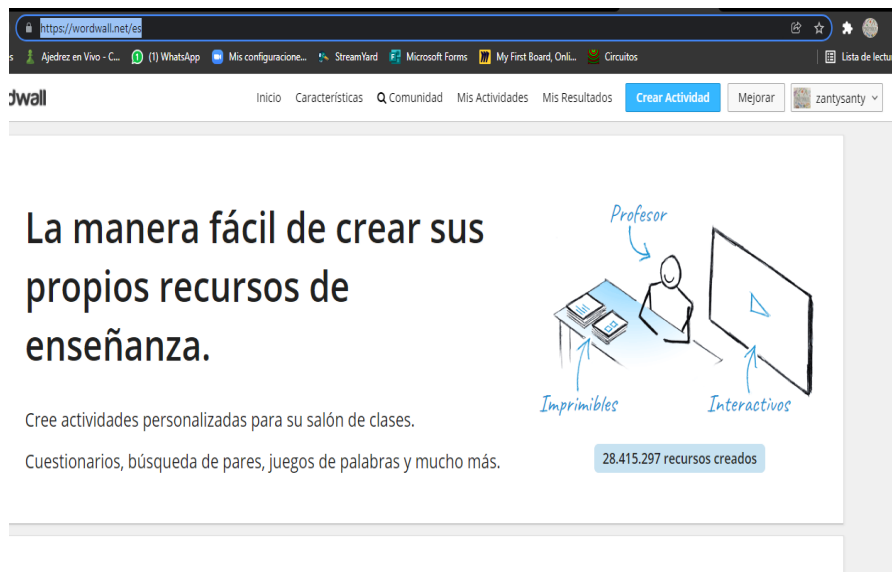 https://wordwall.net/es
Ajedrez en Vivo - C... (1) WhatsApp Mis configuracione... StreamYard Microsoft Forms My First Board, Onli... Circuitos Lista de lectu
dwall Inicio Características Comunidad Mis Actividades Mis Resultados Crear Actividad Mejorar zantysanty
La manera fácil de crear sus
propios recursos de
enseñanza.
Cree actividades personalizadas para su salón de clases.
Cuestionarios, búsqueda de pares, juegos de palabras y mucho más.
Profesor
Imprimibles
Interactivos
28.415.297 recursos creados